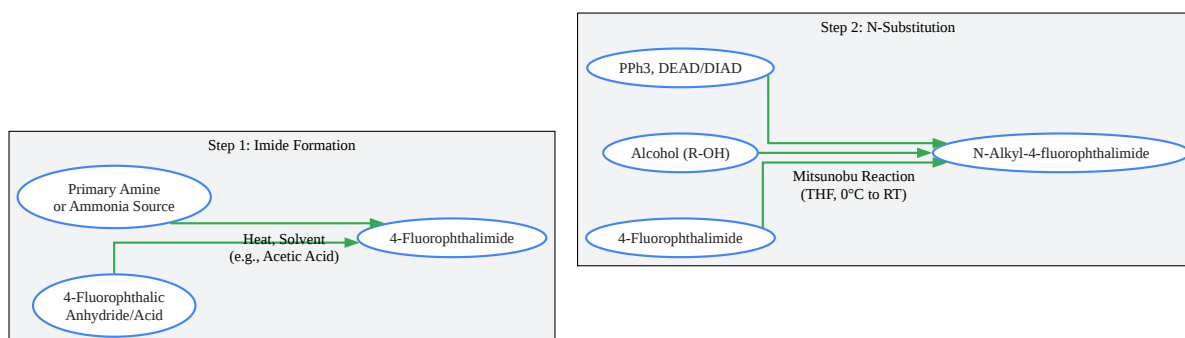 Step 1: Imide Formation
Primary Amine
or Ammonia Source
4-Fluorophthalic
Anhydride/Acid
Heat, Solvent
(e.g., Acetic Acid)
4-Fluorophthalimide
Step 2: N-Substitution
PPh3, DEAD/DIAD
Alcohol (R-OH)
4-Fluorophthalimide
Mitsunobu Reaction
(THF, 0°C to RT)
N-Alkyl-4-fluorophthalimide